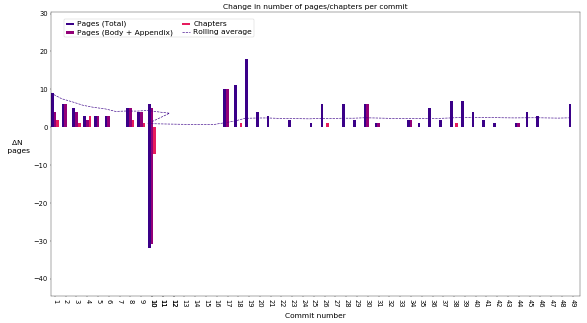 Change in number of pages/chapters per commit
Pages (Total)
Pages (Body + Appendix)
Chapters
Rolling average
30
20
10
0
−10
−20
−30
−40
ΔN
pages
1 2 3 4 5 6 7 8 9 10 11 12 13 14 15 16 17 18 19 20 21 22 23 24 25 26 27 28 29 30 31 32 33 34 35 36 37 38 39 40 42 43 44 45 46 47 48 49
Commit number